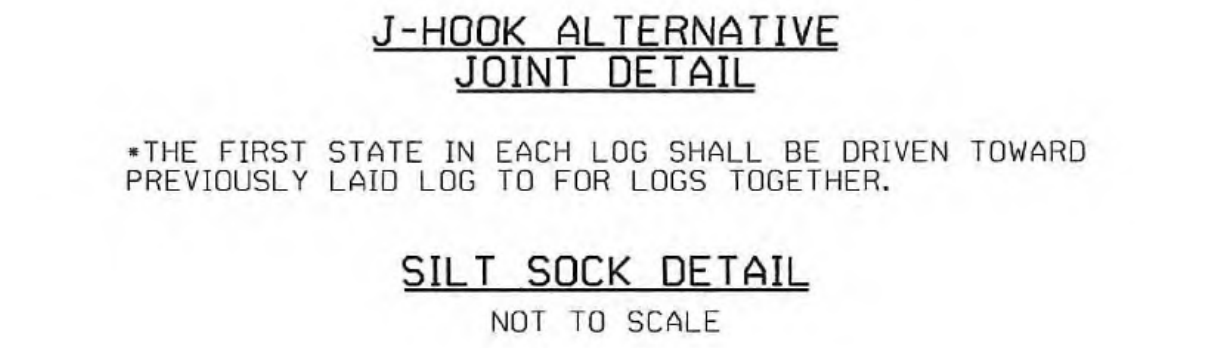 J-HOOK ALTERNATIVE
JOINT DETAIL
*THE FIRST STATE IN EACH LOG SHALL BE DRIVEN TOWARD
PREVIOUSLY LAID LOG TO FOR LOGS TOGETHER.
SILT SOCK DETAIL
NOT TO SCALE